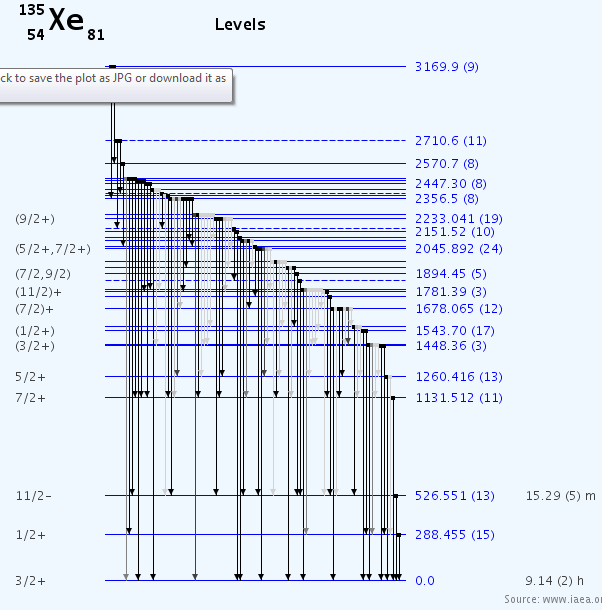 135
54 Xe 81
Levels
3169.9 (9)
ck to save the plot as JPG or download it as
2710.6 (11)
2570.7 (8)
2447.30 (8)
2356.5 (8)
(9/2+) 2233.041 (19)
2151.52 (10)
(5/2+,7/2+) 2045.892 (24)
(7/2,9/2) 1894.45 (5)
(11/2)+ 1781.39 (3)
(7/2)+ 1678.065 (12)
(1/2+) 1543.70 (17)
(3/2+) 1448.36 (3)
5/2+ 1260.416 (13)
7/2+ 1131.512 (11)
11/2− 526.551 (13) 15.29 (5) m
1/2+ 288.455 (15)
3/2+ 0.0 9.14 (2) h
Source: www.iaea.o